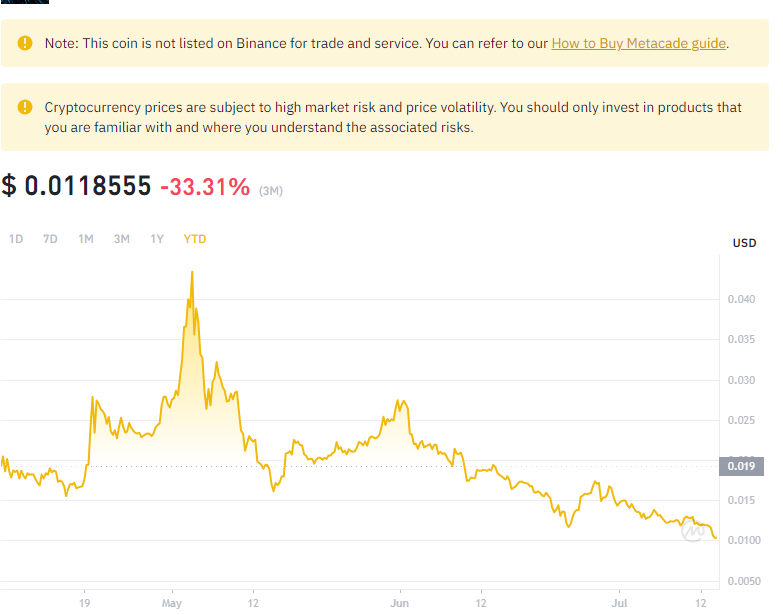 Note: This coin is not listed on Binance for trade and service. You can refer to our How to Buy Metacade guide.
Cryptocurrency prices are subject to high market risk and price volatility. You should only invest in products that
you are familiar with and where you understand the associated risks.
$ 0.0118555 -33.31% (3M)
1D 7D 1M 3M 1Y YTD
USD
0.040
0.035
0.030
0.025
0.019
0.015
0.0100
0.0050
19 May 12 Jun 12 Jul 12